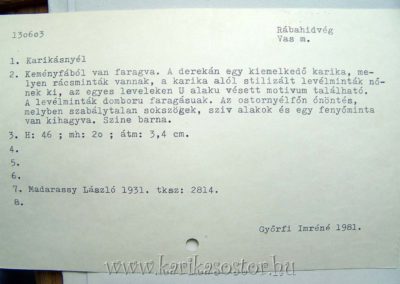 130603
Rábahidvég
Vas m.
1. Karikásnyél
2. Keményfából van faragva. A derekán egy kiemelkedő karika, me-
lyen rácsminták vannak, a karika alól stilizált levélminták nő-
nek ki, az egyes leveleken U alaku vésett motivum található.
A levélminták domboru faragásuak. Az ostornyélfőn ónöntés,
melyben szabálytalan sokszögek, sziv alakok és egy fenyőminta
van kihagyva. Szine barna.
3. H: 46 ; mh: 2o ; átm: 3,4 cm.
4.
5.
6.
7. Madarassy László 1931. tksz: 2814.
8.
Győrfi Imréné 1981.
www.karikasostor.hu